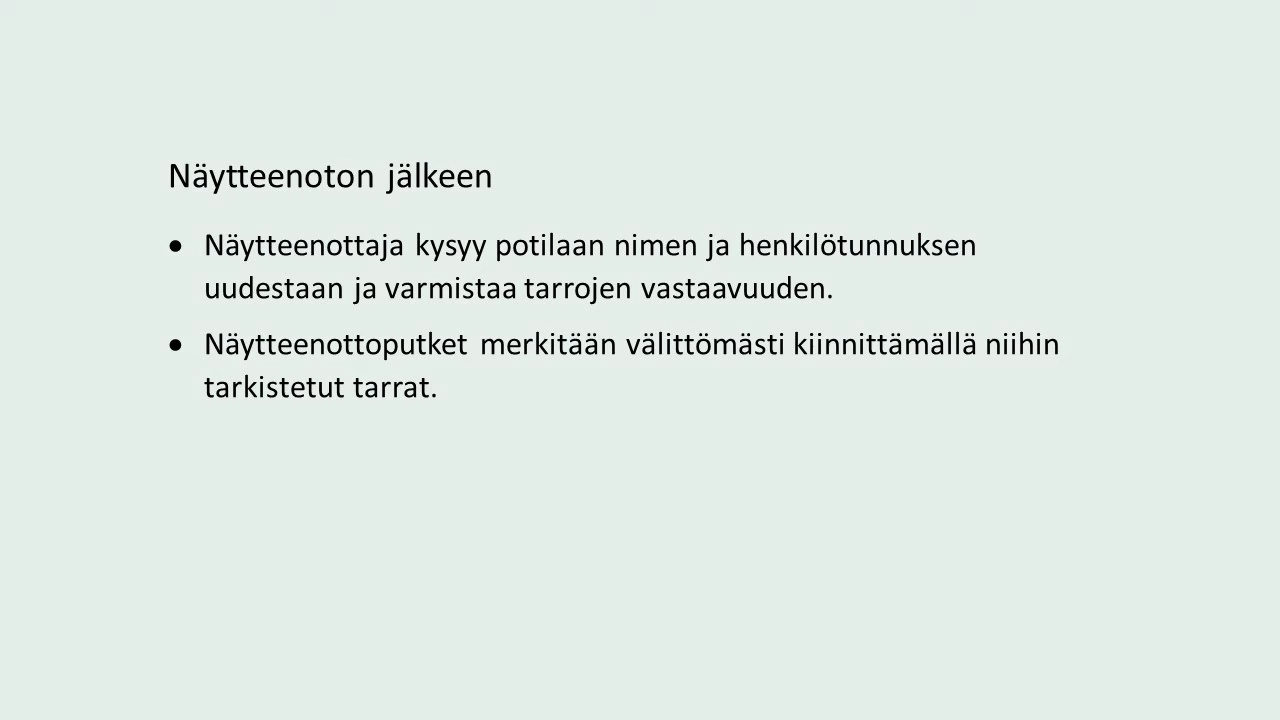 Näytteenoton jälkeen
• Näytteenottaja kysyy potilaan nimen ja henkilötunnuksen
uudestaan ja varmistaa tarrojen vastaavuuden.
• Näytteenottoputket merkitään välittömästi kiinnittämällä niihin
tarkistetut tarrat.